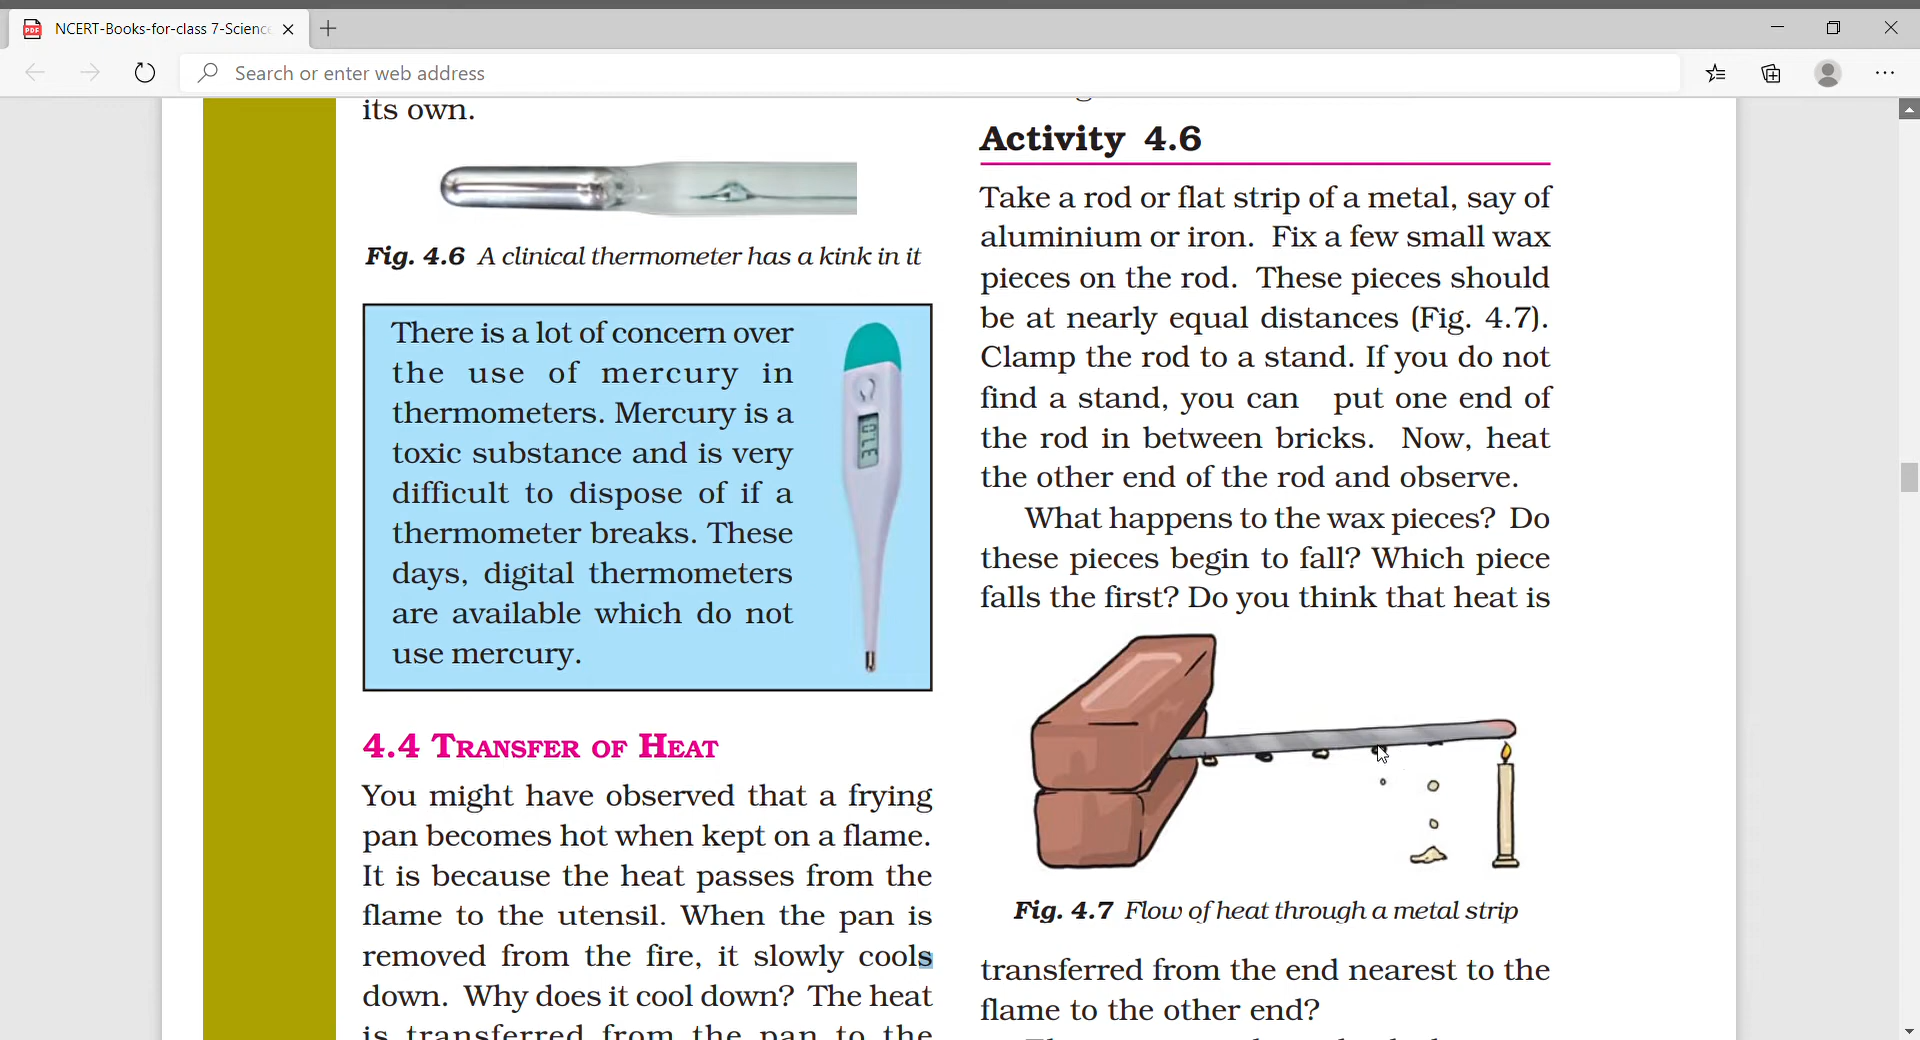 NCERT-Books-for-class 7-Science
Search or enter web address
its own.
Fig. 4.6 A clinical thermometer has a kink in it
There is a lot of concern over
the use of mercury in
thermometers. Mercury is a
toxic substance and is very
difficult to dispose of if a
thermometer breaks. These
days, digital thermometers
are available which do not
use mercury.
4.4 TRANSFER OF HEAT
You might have observed that a frying
pan becomes hot when kept on a flame.
It is because the heat passes from the
flame to the utensil. When the pan is
removed from the fire, it slowly cools
down. Why does it cool down? The heat
is transferred from the pan to the
Activity 4.6
Take a rod or flat strip of a metal, say of
aluminium or iron. Fix a few small wax
pieces on the rod. These pieces should
be at nearly equal distances (Fig. 4.7).
Clamp the rod to a stand. If you do not
find a stand, you can put one end of
the rod in between bricks. Now, heat
the other end of the rod and observe.
What happens to the wax pieces? Do
these pieces begin to fall? Which piece
falls the first? Do you think that heat is
Fig. 4.7 Flow of heat through a metal strip
transferred from the end nearest to the
flame to the other end?